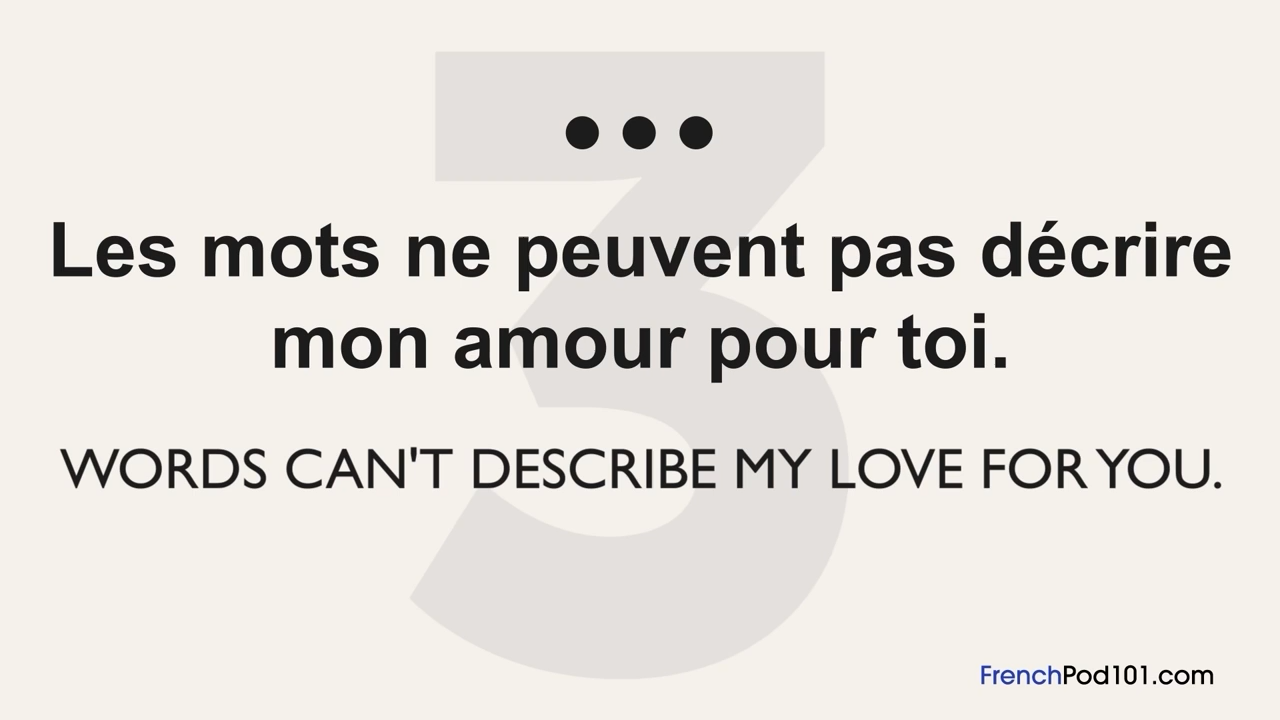 3
Les mots ne peuvent pas décrire
mon amour pour toi.
WORDS CAN'T DESCRIBE MY LOVE FOR YOU.
FrenchPod101.com